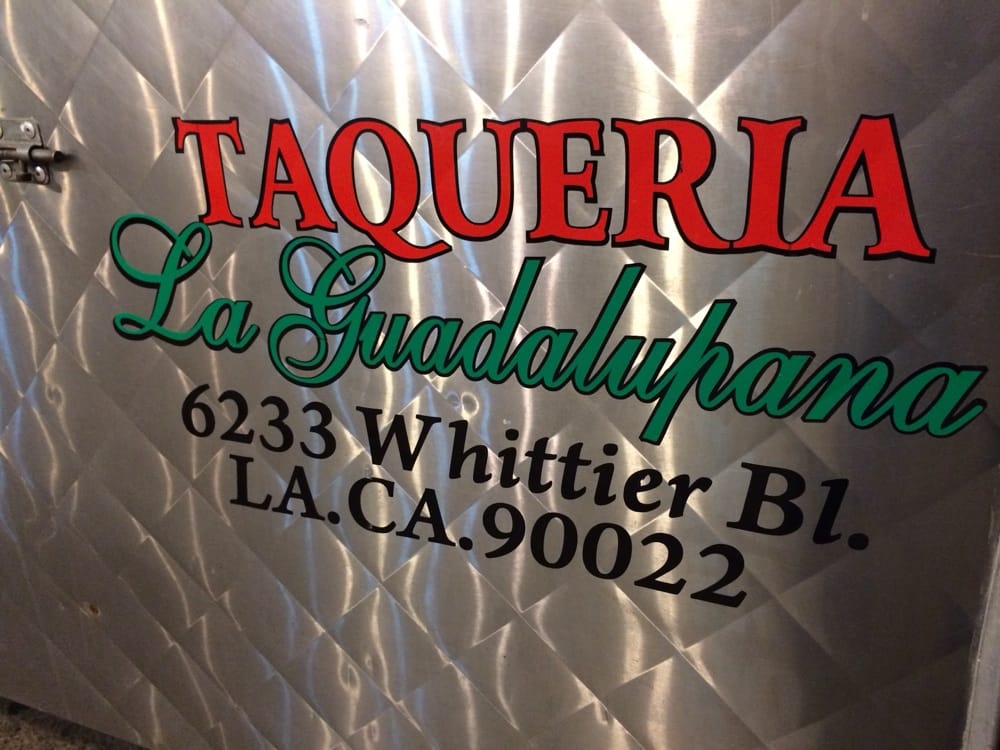 TAQUERIA
La Guadalupana
6233 Whittier Bl.
LA.CA.90022